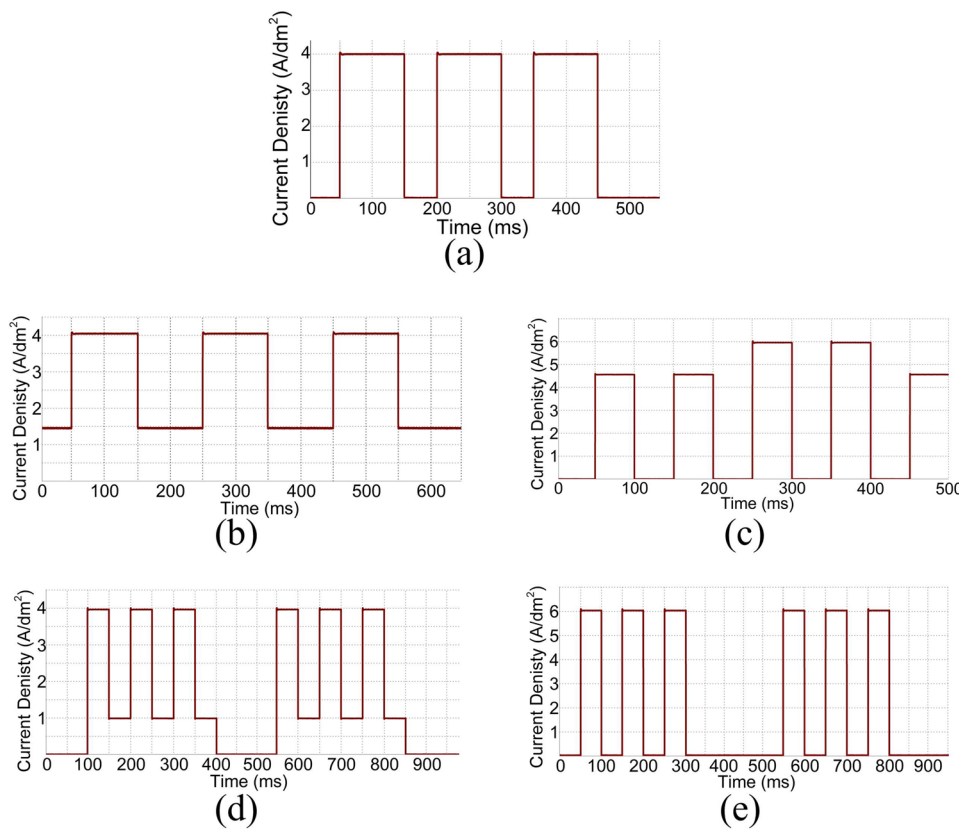 Current Denisty (A/dm²)
4
3
2
1
0 100 200 300 400 500
Time (ms)
(a)
Current Denisty (A/dm²)
4
3
2
1
0 100 200 300 400 500 600
Time (ms)
(b)
Current Denisty (A/dm²)
6
5
4
3
2
1
0 100 200 300 400 500
Time (ms)
(c)
Current Denisty (A/dm²)
4
3
2
1
0 100 200 300 400 500 600 700 800 900
Time (ms)
(d)
Current Denisty (A/dm²)
6
5
4
3
2
1
0 100 200 300 400 500 600 700 800 900
Time (ms)
(e)